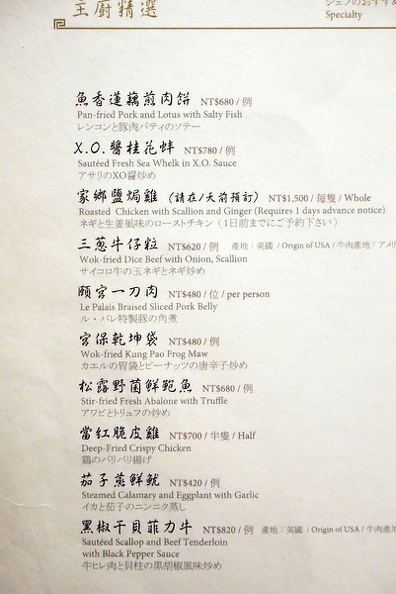 主廚精選
シェフのおすす
Specialty
魚香蓮藕煎肉餅 NT$680 / 例
Pan-fried Pork and Lotus with Salty Fish
レンコンと豚肉パティのソテー
X.O.醬桂花蚌 NT$780 / 例
Sautéed Fresh Sea Whelk in X.O. Sauce
アサリのXO醤炒め
家鄉鹽焗雞 (請在1天前預訂) NT$1,500 / 每隻 / Whole
Roasted Chicken with Scallion and Ginger (Requires 1 days advance notice)
ネギと生姜風味のローストチキン (1日前までにご予約下さい)
三蔥牛仔粒 NT$620 / 例 產地：美國 / Origin of USA / 牛肉產地：アメリ
Wok-fried Dice Beef with Onion, Scallion
サイコロ牛の玉ネギとネギ炒め
頤宮一刀肉 NT$480 / 位 / per person
Le Palais Braised Sliced Pork Belly
ル・パレ特製豚の角煮
宮保乾坤袋 NT$480 / 例
Wok-fried Kung Pao Frog Maw
カエルの胃袋とピーナッツの唐辛子炒め
松露野菌鮮鮑魚 NT$680 / 例
Stir-fried Fresh Abalone with Truffle
アワビとトリュフの炒め
當紅脆皮雞 NT$700 / 半隻 / Half
Deep-Fried Crispy Chicken
鶏のパリパリ揚げ
茄子蒸鮮魷 NT$420 / 例
Steamed Calamary and Eggplant with Garlic
イカと茄子のニンニク蒸し
黑椒干貝菲力牛 NT$820 / 例 產地：美國 / Origin of USA / 牛肉產地
Sautéed Scallop and Beef Tenderloin
with Black Pepper Sauce
牛ヒレ肉と貝柱の黒胡椒風味炒め